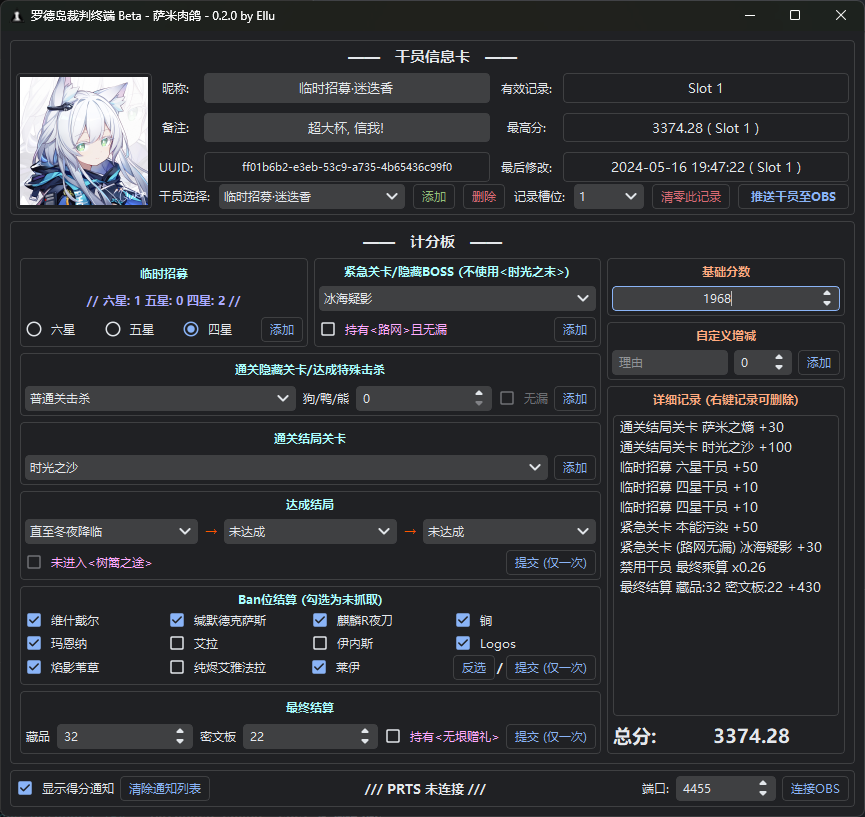 罗德岛裁判终端 Beta - 萨米肉鸽 - 0.2.0 by Ellu
干员信息卡
昵称: 临时招募·迷迭香 有效记录: Slot 1
备注: 超大杯, 信我! 最高分: 3374.28 ( Slot 1 )
UUID: ff01b6b2-e3eb-53c9-a735-4b65436c99f0 最后修改: 2024-05-16 19:47:22 ( Slot 1 )
干员选择: 临时招募·迷迭香 添加 删除 记录槽位: 1 清零此记录 推送干员至OBS
计分板
临时招募
// 六星: 1 五星: 0 四星: 2 //
六星 五星 四星 添加
紧急关卡/隐藏BOSS (不使用<时光之末>)
冰海疑影
持有<路网>且无漏 添加
通关隐藏关卡/达成特殊击杀
普通关击杀 狗/鸭/熊 0 无漏 添加
通关结局关卡
时光之沙 添加
达成结局
直至冬夜降临 → 未达成 → 未达成
未进入<树篱之途> 提交 (仅一次)
Ban位结算 (勾选为未抓取)
维什戴尔 缄默德克萨斯 麒麟R夜刀 锏
玛恩纳 艾拉 伊内斯 Logos
焰影苇草 纯烬艾雅法拉 莱伊 反选 / 提交 (仅一次)
最终结算
藏品 32 密文板 22 持有<无垠赠礼> 提交 (仅一次)
基础分数
1968
自定义增减
理由 0 添加
详细记录 (右键记录可删除)
通关结局关卡 萨米之熵 +30
通关结局关卡 时光之沙 +100
临时招募 六星干员 +50
临时招募 四星干员 +10
临时招募 四星干员 +10
紧急关卡 本能污染 +50
紧急关卡 (路网无漏) 冰海疑影 +30
禁用干员 最终乘算 x0.26
最终结算 藏品:32 密文板:22 +430
总分: 3374.28
显示得分通知 清除通知列表 /// PRTS 未连接 /// 端口: 4455 连接OBS